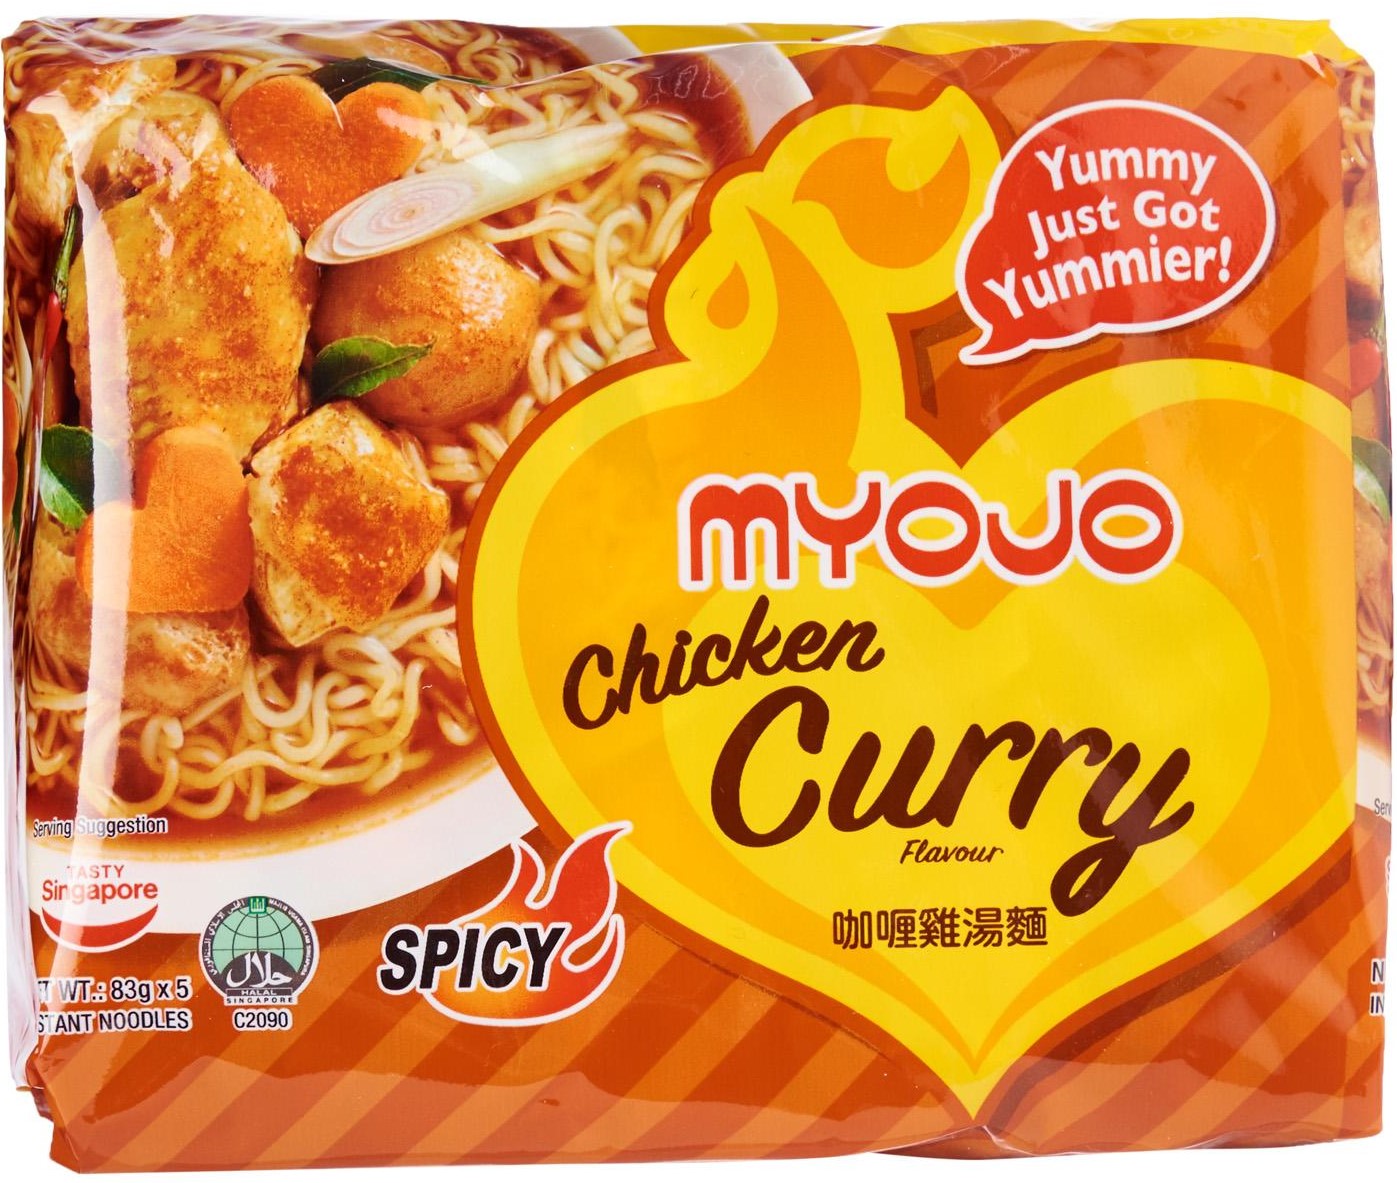 Yummy
Just Got
Yummier!
MYOJO
Chicken
Curry
Flavour
咖喱雞湯麵
Serving Suggestion
TASTY
Singapore
SPICY
حلال
HALAL
SINGAPORE
C2090
WT.: 83g x 5
NOODLES